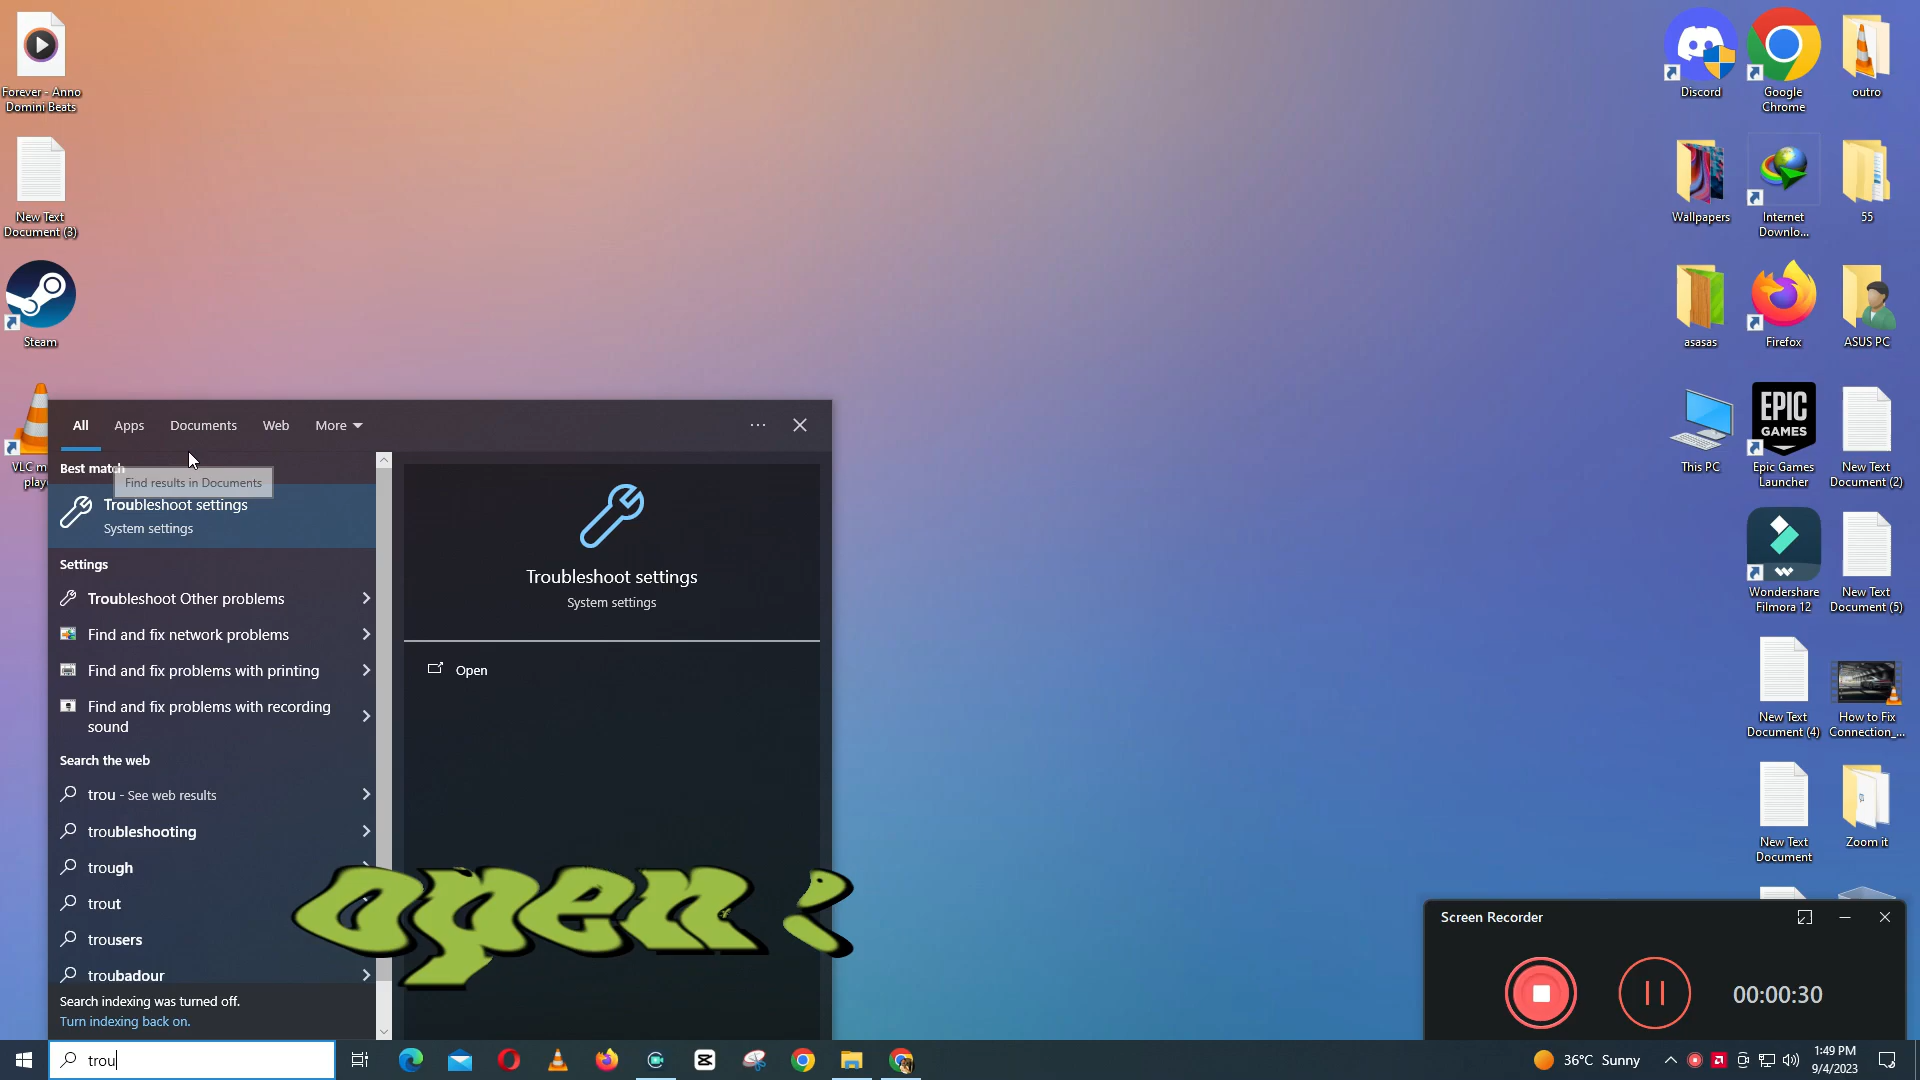 Forever - Anno
Domini Beats
New Text
Document (3)
Steam
VLC m
play
Discord
Google
Chrome
outro
Wallpapers
Internet
Downlo...
55
asasas
Firefox
ASUS PC
This PC
EPIC
GAMES
Epic Games
Launcher
New Text
Document (2)
Wondershare
Filmora 12
New Text
Document (5)
New Text
Document (4)
How to Fix
Connection_...
New Text
Document
Zoom it
All
Apps
Documents
Web
More
Best match
Find results in Documents
Troubleshoot settings
System settings
Settings
Troubleshoot Other problems
Find and fix network problems
Find and fix problems with printing
Find and fix problems with recording
sound
Search the web
trou - See web results
troubleshooting
trough
trout
trousers
troubadour
Search indexing was turned off.
Turn indexing back on.
Troubleshoot settings
System settings
Open
open :
Screen Recorder
00:00:30
trou
36°C Sunny
1:49 PM
9/4/2023